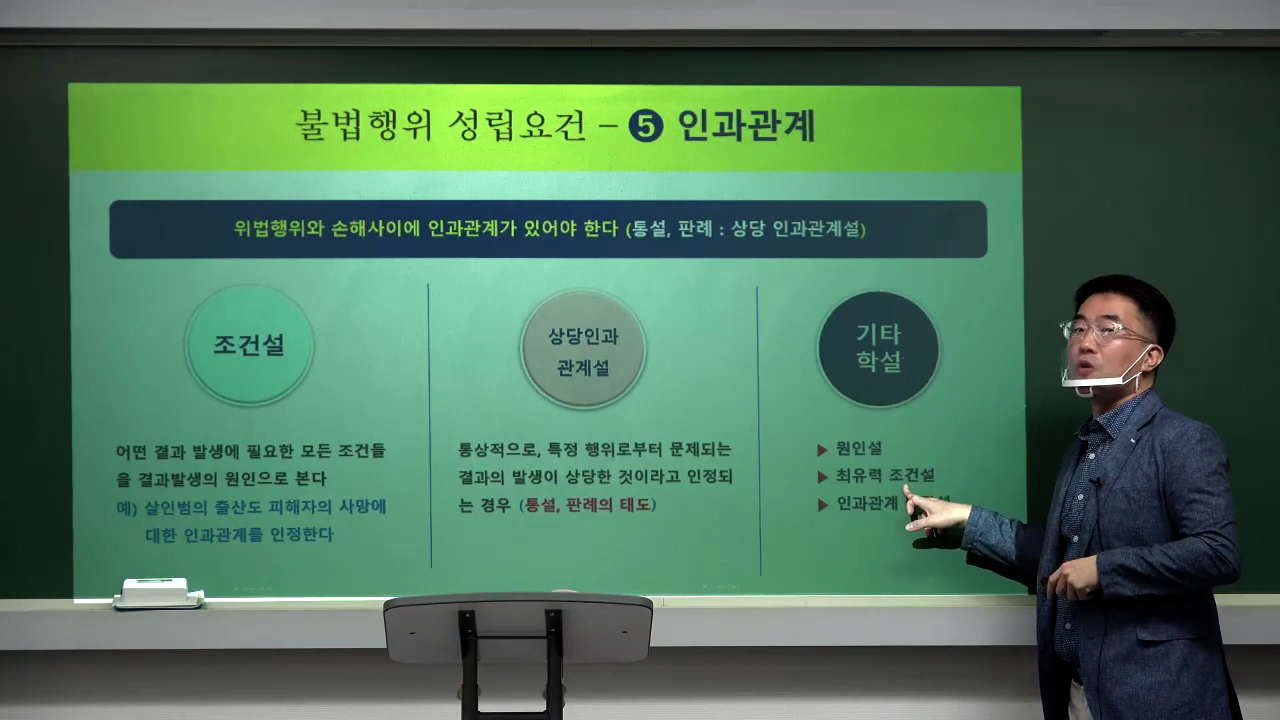 불법행위 성립요건 – ❺ 인과관계
위법행위와 손해사이에 인과관계가 있어야 한다 (통설, 판례 : 상당 인과관계설)
조건설
어떤 결과 발생에 필요한 모든 조건들
을 결과발생의 원인으로 본다
예) 살인범의 출산도 피해자의 사망에
대한 인과관계를 인정한다
상당인과
관계설
통상적으로, 특정 행위로부터 문제되는
결과의 발생이 상당한 것이라고 인정되
는 경우 (통설, 판례의 태도)
기타
학설
▶ 원인설
▶ 최유력 조건설
▶ 인과관계